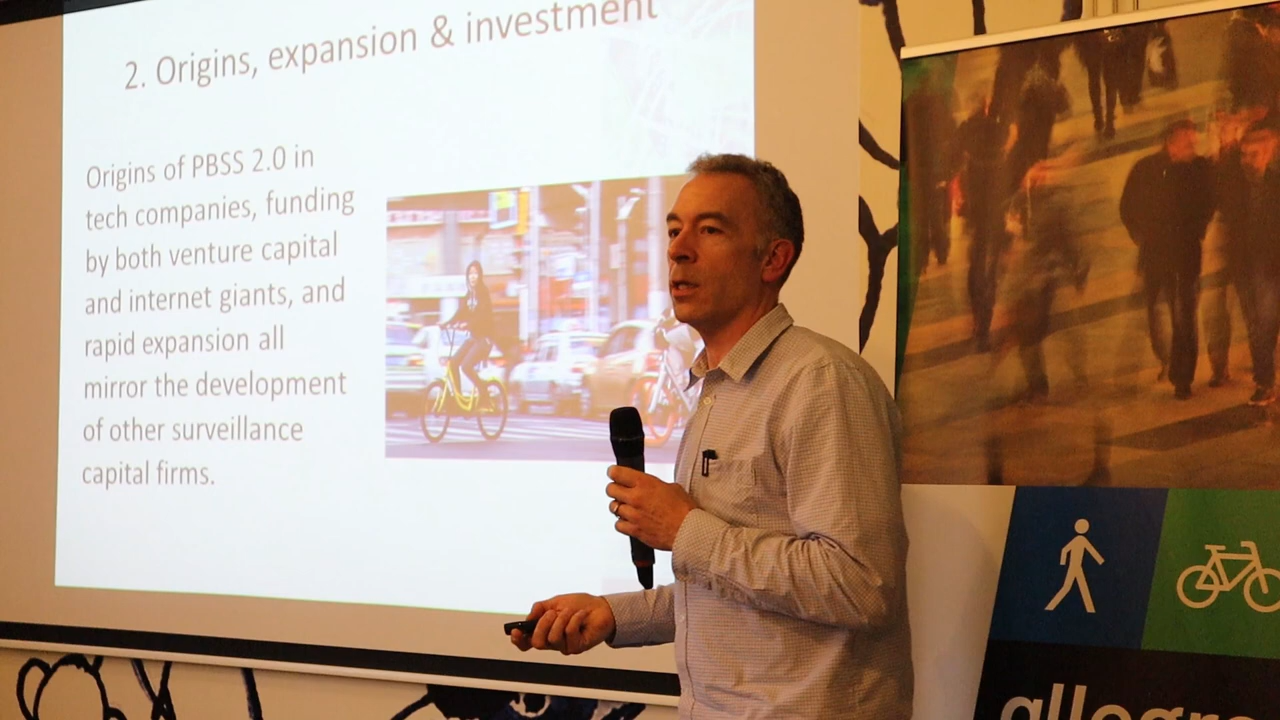 2. Origins, expansion & investment
Origins of PBSS 2.0 in
tech companies, funding
by both venture capital
and internet giants, and
rapid expansion all
mirror the development
of other surveillance
capital firms.